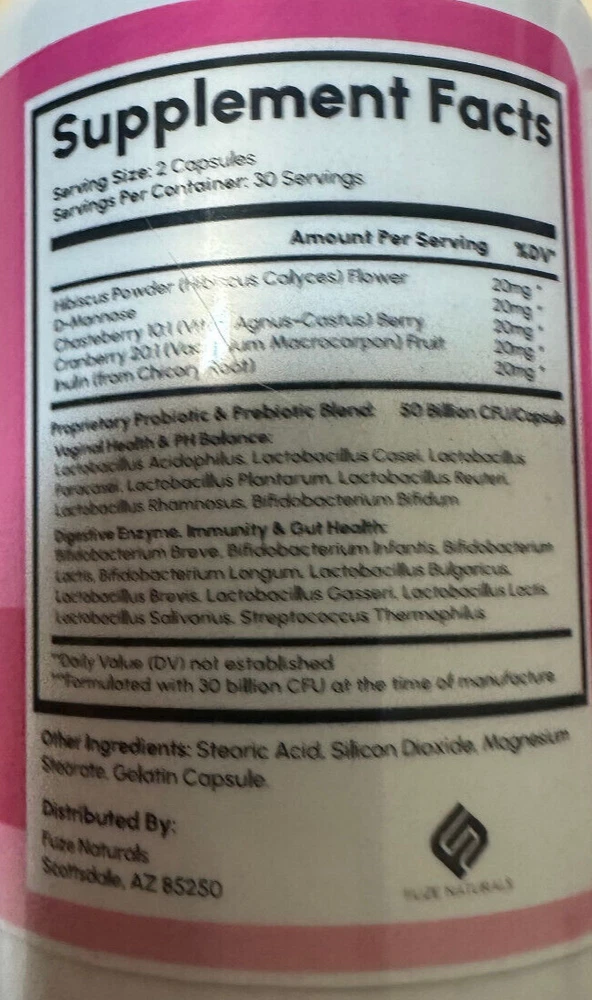 Supplement Facts
Serving Size: 2 Capsules
Servings Per Container: 30 Servings
Amount Per Serving %DV*
Hibiscus Powder (Hibiscus Calyces) Flower 20mg *
D-Mannose 20mg *
Chasteberry 10:1 (Vit Agnus-Castus) Berry 20mg *
Cranberry 20:1 (Vac um Macrocarpon) Fruit 20mg *
Inulin (from Chicory Root) 20mg *
Proprietary Probiotic & Prebiotic Blend: 50 Billion CFU/Capsule
Vaginal Health & PH Balance:
Lactobacillus Acidophilus, Lactobacillus Casei, Lactobacillus
Paracasei, Lactobacillus Plantarum, Lactobacillus Reuteri,
Lactobacillus Rhamnosus, Bifidobacterium Bifidum
Digestive Enzyme, Immunity & Gut Health:
Bifidobacterium Breve, Bifidobacterium Infantis, Bifidobacterium
Lactis, Bifidobacterium Longum, Lactobacillus Bulgaricus,
Lactobacillus Brevis, Lactobacillus Gasseri, Lactobacillus Lactis,
Lactobacillus Salivarius, Streptococcus Thermophilus
**Daily Value (DV) not established
**Formulated with 30 billion CFU at the time of manufacture
Other Ingredients: Stearic Acid, Silicon Dioxide, Magnesium
Stearate, Gelatin Capsule.
Distributed By:
Fuze Naturals
Scottsdale, AZ 85250
FUZE NATURALS